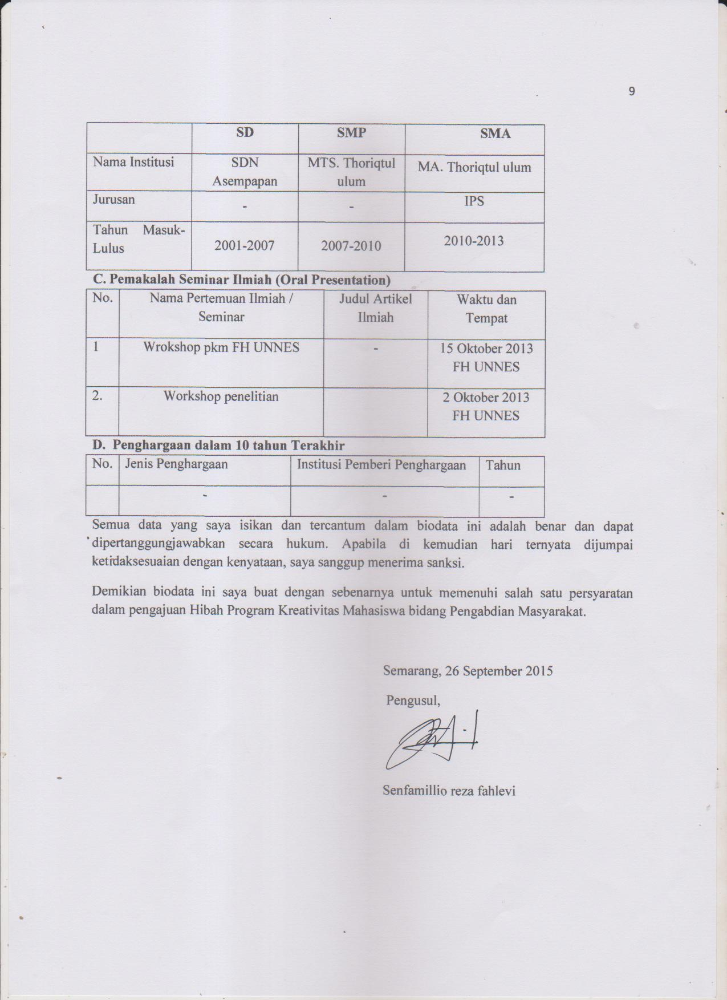 9
SD SMP SMA
Nama Institusi SDN MTS. Thoriqtul MA. Thoriqtul ulum
Asempapan ulum
Jurusan - - IPS
Tahun Masuk-
Lulus 2001-2007 2007-2010 2010-2013
C. Pemakalah Seminar Ilmiah (Oral Presentation)
No. Nama Pertemuan Ilmiah / Judul Artikel Waktu dan
Seminar Ilmiah Tempat
1 Wrokshop pkm FH UNNES - 15 Oktober 2013
FH UNNES
2. Workshop penelitian 2 Oktober 2013
FH UNNES
D. Penghargaan dalam 10 tahun Terakhir
No. Jenis Penghargaan Institusi Pemberi Penghargaan Tahun
- - -
Semua data yang saya isikan dan tercantum dalam biodata ini adalah benar dan dapat
dipertanggungjawabkan secara hukum. Apabila di kemudian hari ternyata dijumpai
ketidaksesuaian dengan kenyataan, saya sanggup menerima sanksi.
Demikian biodata ini saya buat dengan sebenarnya untuk memenuhi salah satu persyaratan
dalam pengajuan Hibah Program Kreativitas Mahasiswa bidang Pengabdian Masyarakat.
Semarang, 26 September 2015
Pengusul,
Senfamillio reza fahlevi